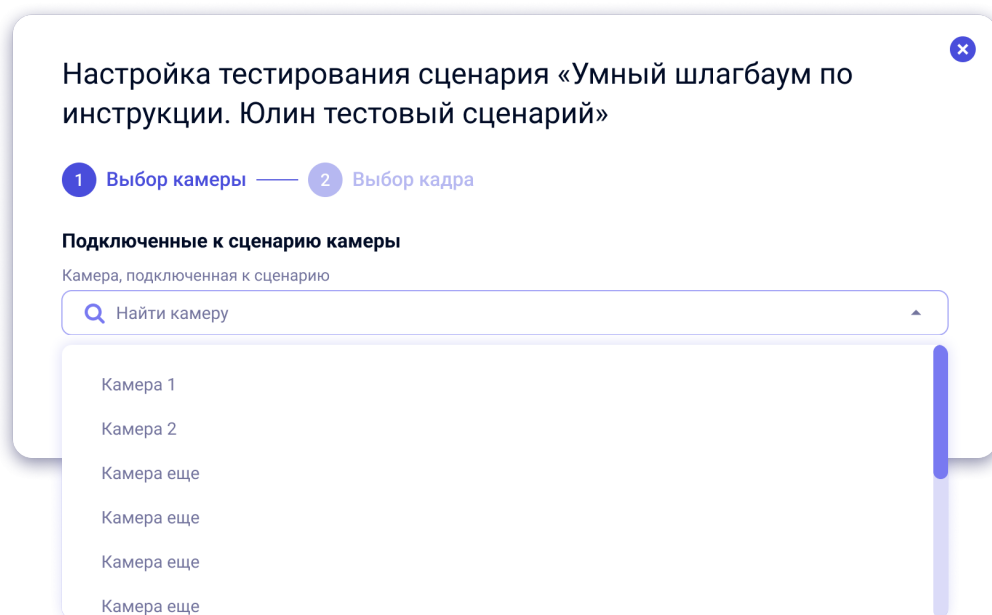 Настройка тестирования сценария «Умный шлагбаум по
инструкции. Юлин тестовый сценарий»
1 Выбор камеры 2 Выбор кадра
Подключенные к сценарию камеры
Камера, подключенная к сценарию
Найти камеру
Камера 1
Камера 2
Камера еще
Камера еще
Камера еще
Камера еще